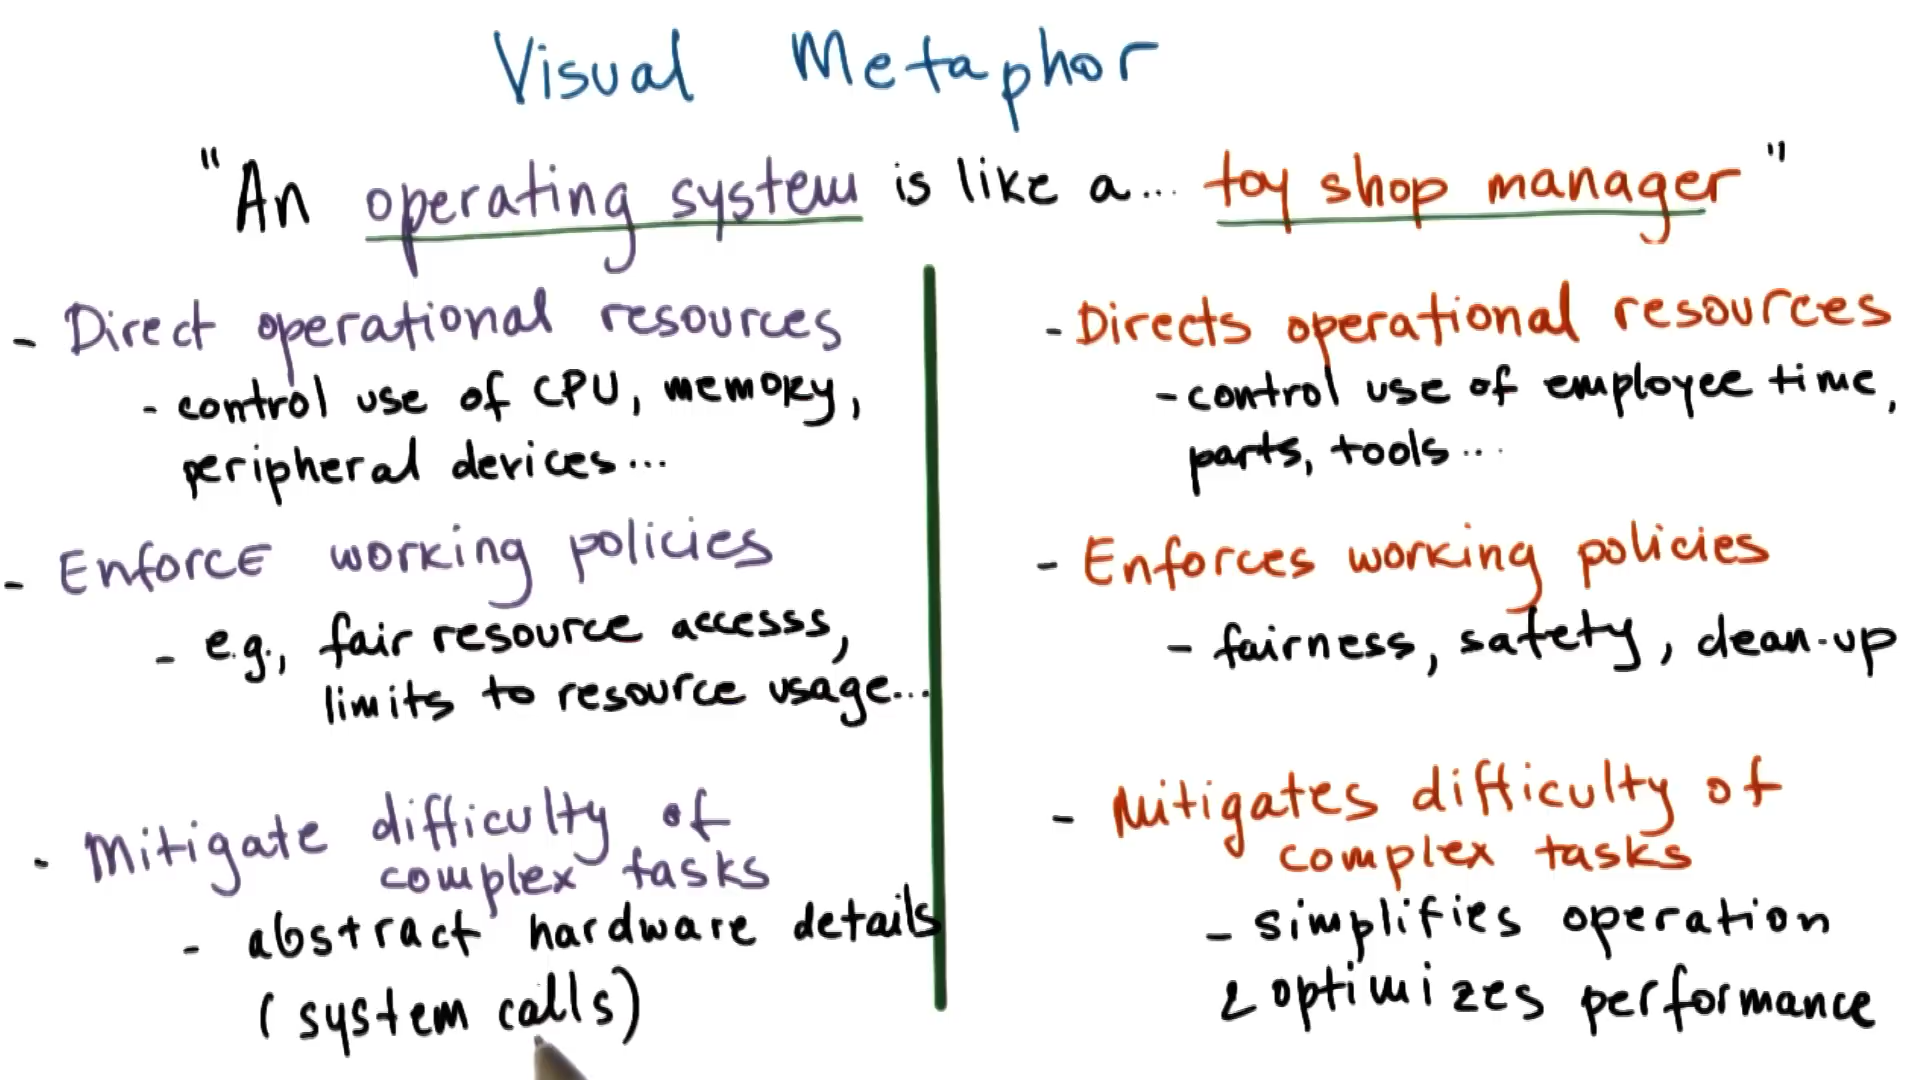 Visual Metaphor
"An operating system is like a... toy shop manager"
- Direct operational resources
- control use of CPU, memory,
peripheral devices...
- Enforce working policies
- e.g., fair resource accesss,
limits to resource usage...
- Mitigate difficulty of
complex tasks
- abstract hardware details
(system calls)
- Directs operational resources
- control use of employee time,
parts, tools...
- Enforces working policies
- fairness, safety, clean-up
- Mitigates difficulty of
complex tasks
- simplifies operation
& optimizes performance